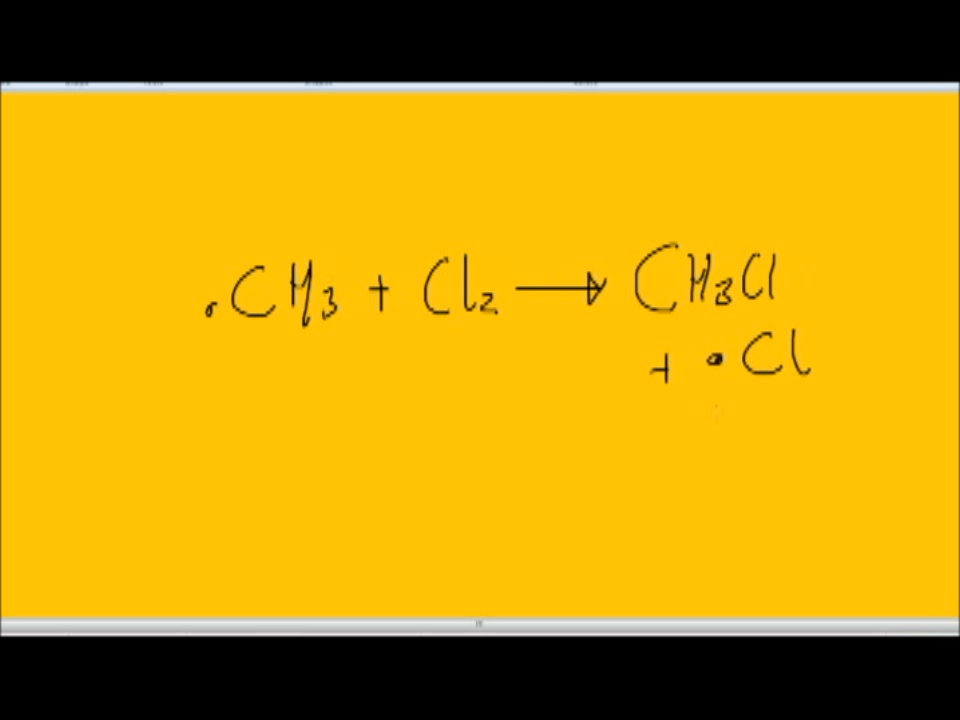 •CH3 + Cl2 → CH3Cl
+ •Cl